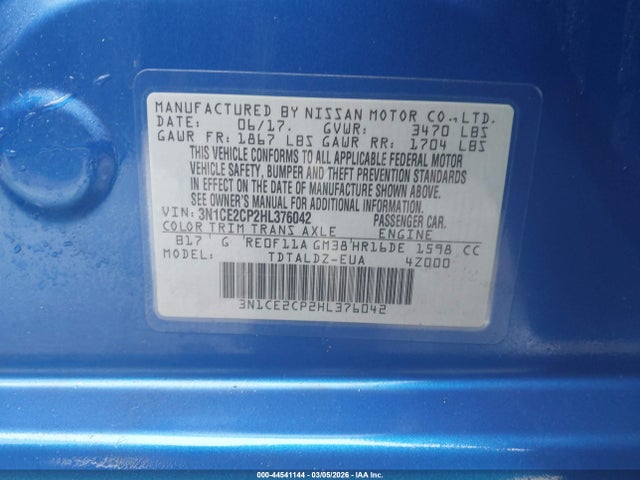 MANUFACTURED BY NISSAN MOTOR CO.,LTD.
DATE: 06/17. GVWR: 3470 LBS
GAWR FR: 1867 LBS GAWR RR: 1704 LBS
THIS VEHICLE CONFORMS TO ALL APPLICABLE FEDERAL MOTOR
VEHICLE SAFETY, BUMPER AND THEFT PREVENTION STANDARDS
IN EFFECT ON THE DATE OF MANUFACTURE SHOWN ABOVE.
SEE OWNER'S MANUAL FOR ADDITIONAL INFORMATION.
VIN: 3N1CE2CP2HL376042 PASSENGER CAR.
COLOR TRIM TRANS AXLE ENGINE
B17 G RE0F11A GM38 HR16DE 1598 CC
MODEL: TDTALDZ-EUA 4Z000
3N1CE2CP2HL376042
000-44541144 | 03/05/2026 | IAA Inc.